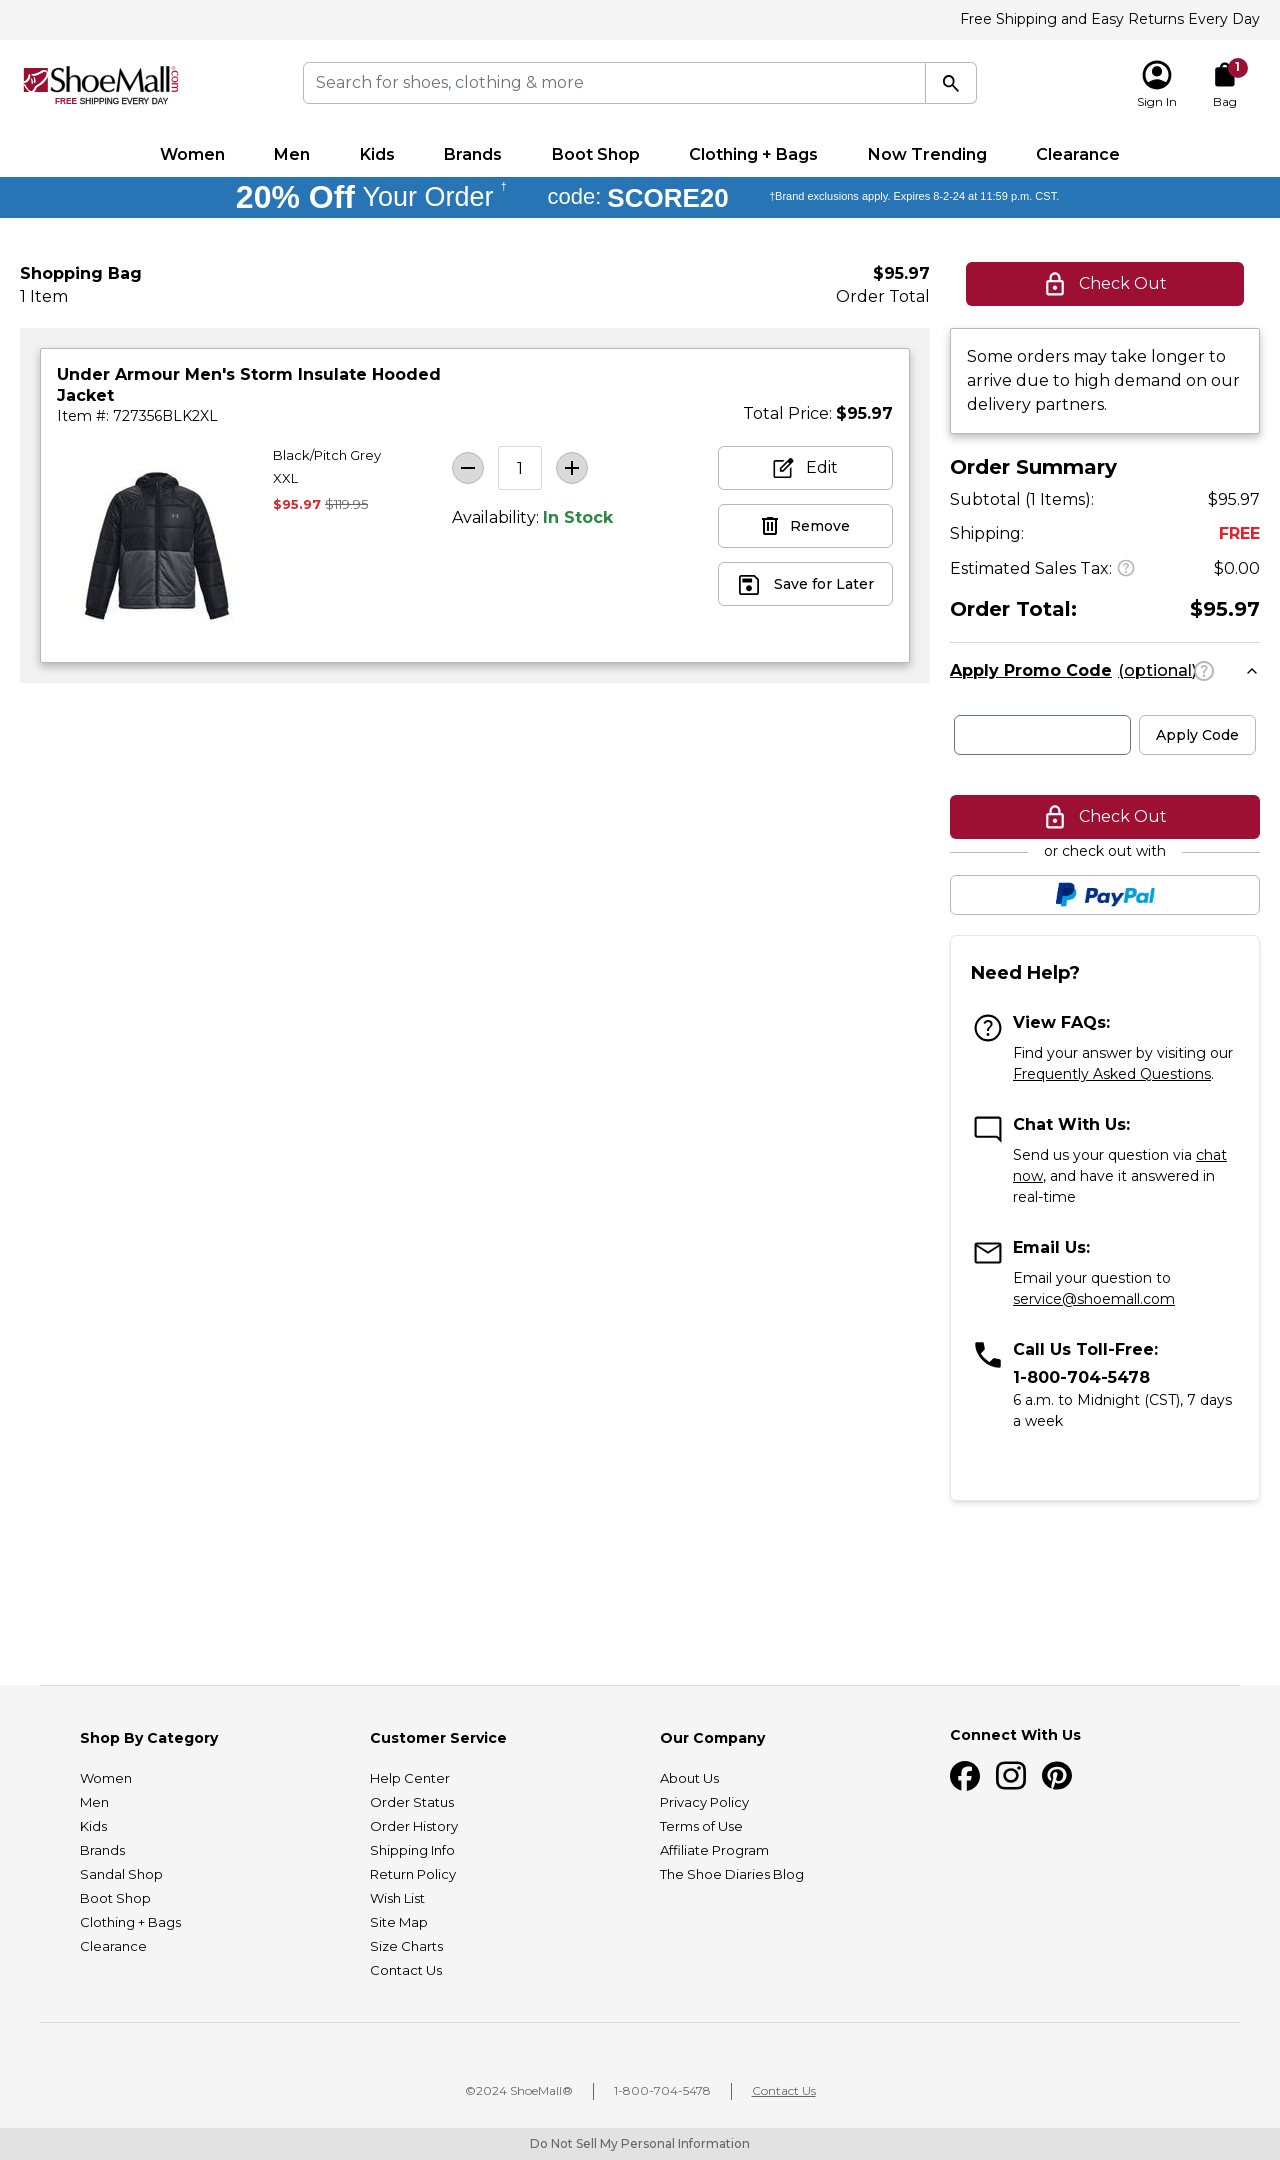 Free Shipping and Easy Returns Every Day
ShoeMall.com
FREE SHIPPING EVERY DAY
Search for shoes, clothing & more
Sign In
1
Bag
Women Men Kids Brands Boot Shop Clothing + Bags Now Trending Clearance
20% Off Your Order † code: SCORE20 †Brand exclusions apply. Expires 8-2-24 at 11:59 p.m. CST.
Shopping Bag
1 Item
$95.97
Order Total
Check Out
Under Armour Men's Storm Insulate Hooded
Jacket
Item #: 727356BLK2XL
Total Price: $95.97
Black/Pitch Grey
XXL
$95.97 $119.95
1
Availability: In Stock
Edit
Remove
Save for Later
Some orders may take longer to
arrive due to high demand on our
delivery partners.
Order Summary
Subtotal (1 Items): $95.97
Shipping: FREE
Estimated Sales Tax: ? $0.00
Order Total: $95.97
Apply Promo Code (optional) ?
Apply Code
Check Out
or check out with
PayPal
Need Help?
View FAQs:
Find your answer by visiting our
Frequently Asked Questions.
Chat With Us:
Send us your question via chat
now, and have it answered in
real-time
Email Us:
Email your question to
service@shoemall.com
Call Us Toll-Free:
1-800-704-5478
6 a.m. to Midnight (CST), 7 days
a week
Shop By Category
Women
Men
Kids
Brands
Sandal Shop
Boot Shop
Clothing + Bags
Clearance
Customer Service
Help Center
Order Status
Order History
Shipping Info
Return Policy
Wish List
Site Map
Size Charts
Contact Us
Our Company
About Us
Privacy Policy
Terms of Use
Affiliate Program
The Shoe Diaries Blog
Connect With Us
©2024 ShoeMall® 1-800-704-5478 Contact Us
Do Not Sell My Personal Information